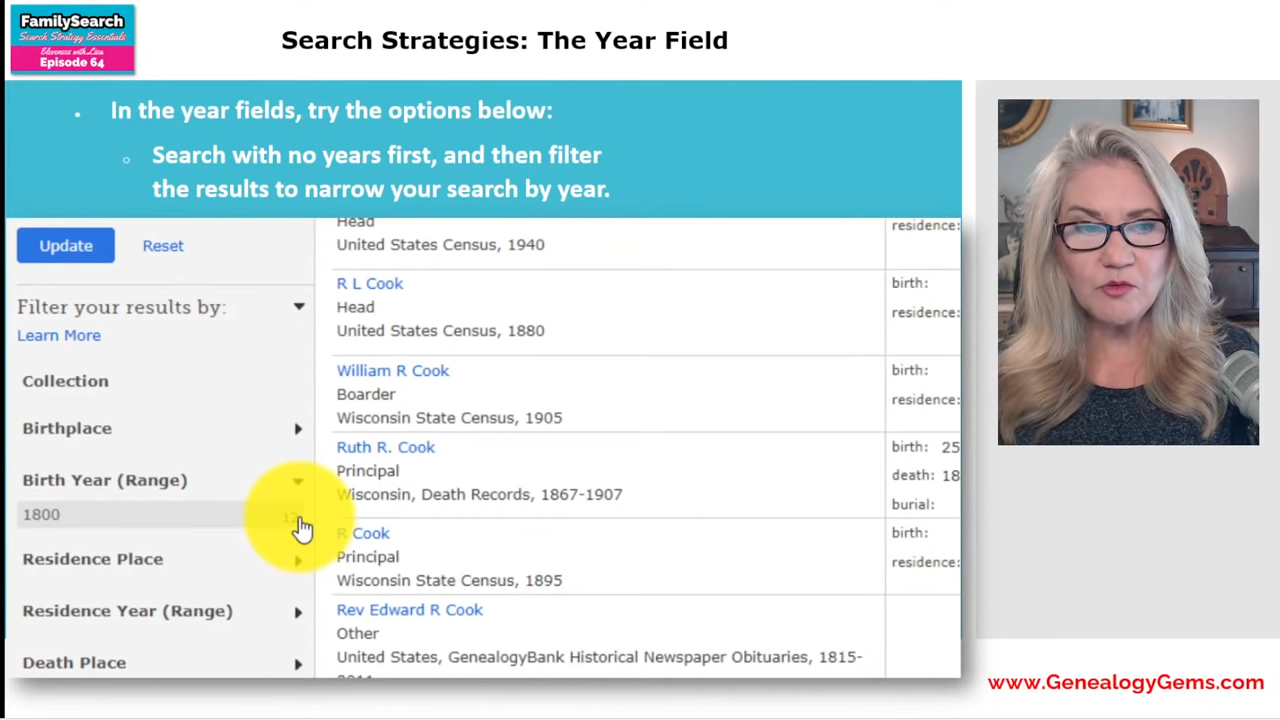 FamilySearch
Search Strategy Essentials
Elevenses with Lisa
Episode 64
Search Strategies: The Year Field
• In the year fields, try the options below:
○ Search with no years first, and then filter
the results to narrow your search by year.
Update Reset
Filter your results by:
Learn More
Collection
Birthplace
Birth Year (Range)
1800
Residence Place
Residence Year (Range)
Death Place
Head
United States Census, 1940
residence:
R L Cook
Head
United States Census, 1880
birth:
residence:
William R Cook
Boarder
Wisconsin State Census, 1905
birth:
residence:
Ruth R. Cook
Principal
Wisconsin, Death Records, 1867-1907
birth: 25
death: 18
burial:
R Cook
Principal
Wisconsin State Census, 1895
birth:
residence:
Rev Edward R Cook
Other
United States, GenealogyBank Historical Newspaper Obituaries, 1815-
www.GenealogyGems.com